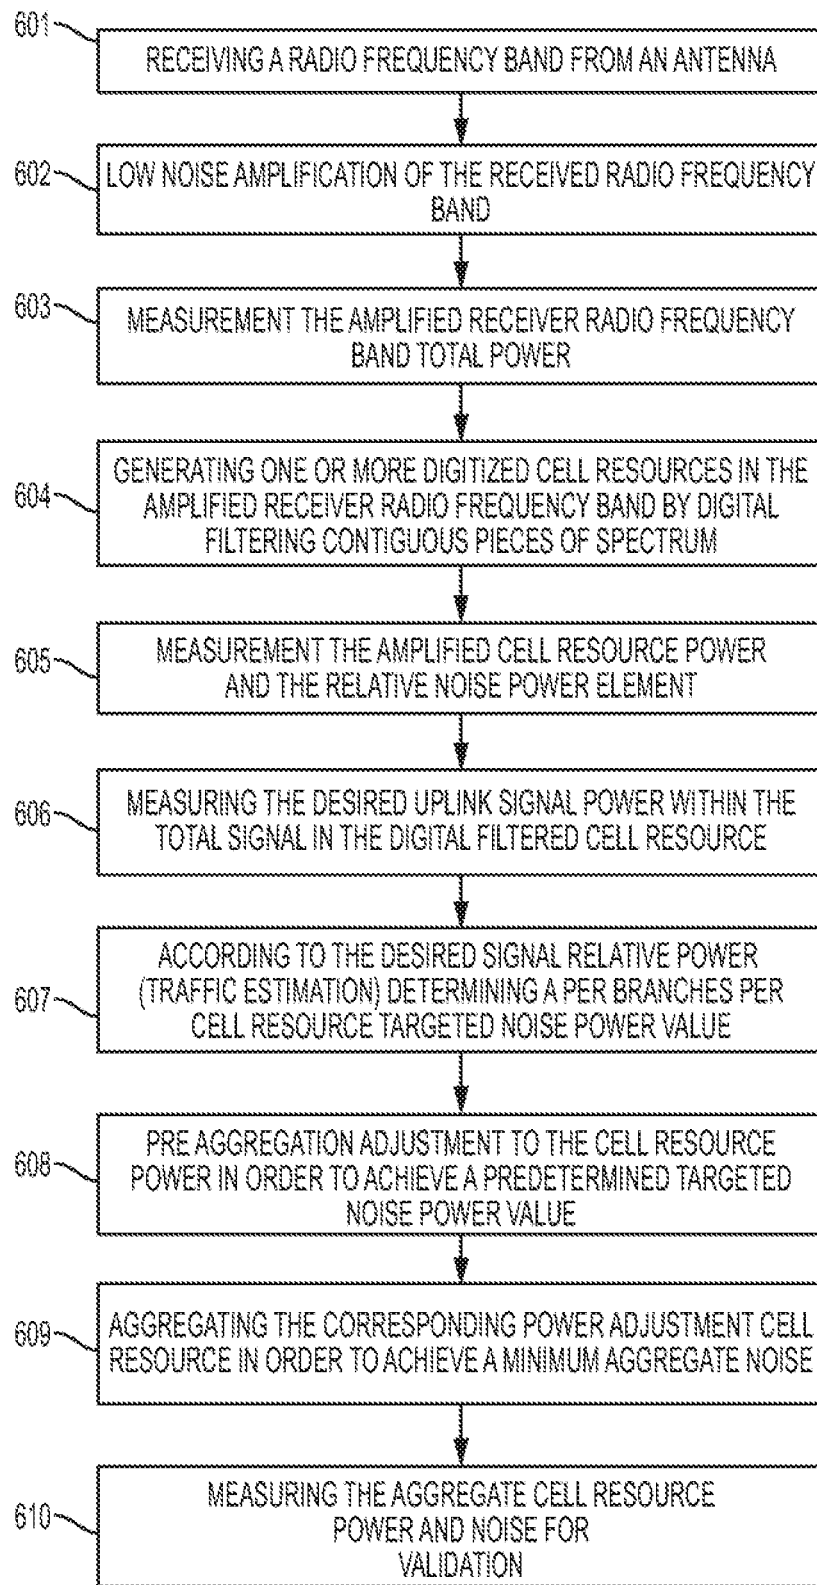 601
RECEIVING A RADIO FREQUENCY BAND FROM AN ANTENNA
602
LOW NOISE AMPLIFICATION OF THE RECEIVED RADIO FREQUENCY
BAND
603
MEASUREMENT THE AMPLIFIED RECEIVER RADIO FREQUENCY
BAND TOTAL POWER
604
GENERATING ONE OR MORE DIGITIZED CELL RESOURCES IN THE
AMPLIFIED RECEIVER RADIO FREQUENCY BAND BY DIGITAL
FILTERING CONTIGUOUS PIECES OF SPECTRUM
605
MEASUREMENT THE AMPLIFIED CELL RESOURCE POWER
AND THE RELATIVE NOISE POWER ELEMENT
606
MEASURING THE DESIRED UPLINK SIGNAL POWER WITHIN THE
TOTAL SIGNAL IN THE DIGITAL FILTERED CELL RESOURCE
607
ACCORDING TO THE DESIRED SIGNAL RELATIVE POWER
(TRAFFIC ESTIMATION) DETERMINING A PER BRANCHES PER
CELL RESOURCE TARGETED NOISE POWER VALUE
608
PRE AGGREGATION ADJUSTMENT TO THE CELL RESOURCE
POWER IN ORDER TO ACHIEVE A PREDETERMINED TARGETED
NOISE POWER VALUE
609
AGGREGATING THE CORRESPONDING POWER ADJUSTMENT CELL
RESOURCE IN ORDER TO ACHIEVE A MINIMUM AGGREGATE NOISE
610
MEASURING THE AGGREGATE CELL RESOURCE
POWER AND NOISE FOR
VALIDATION